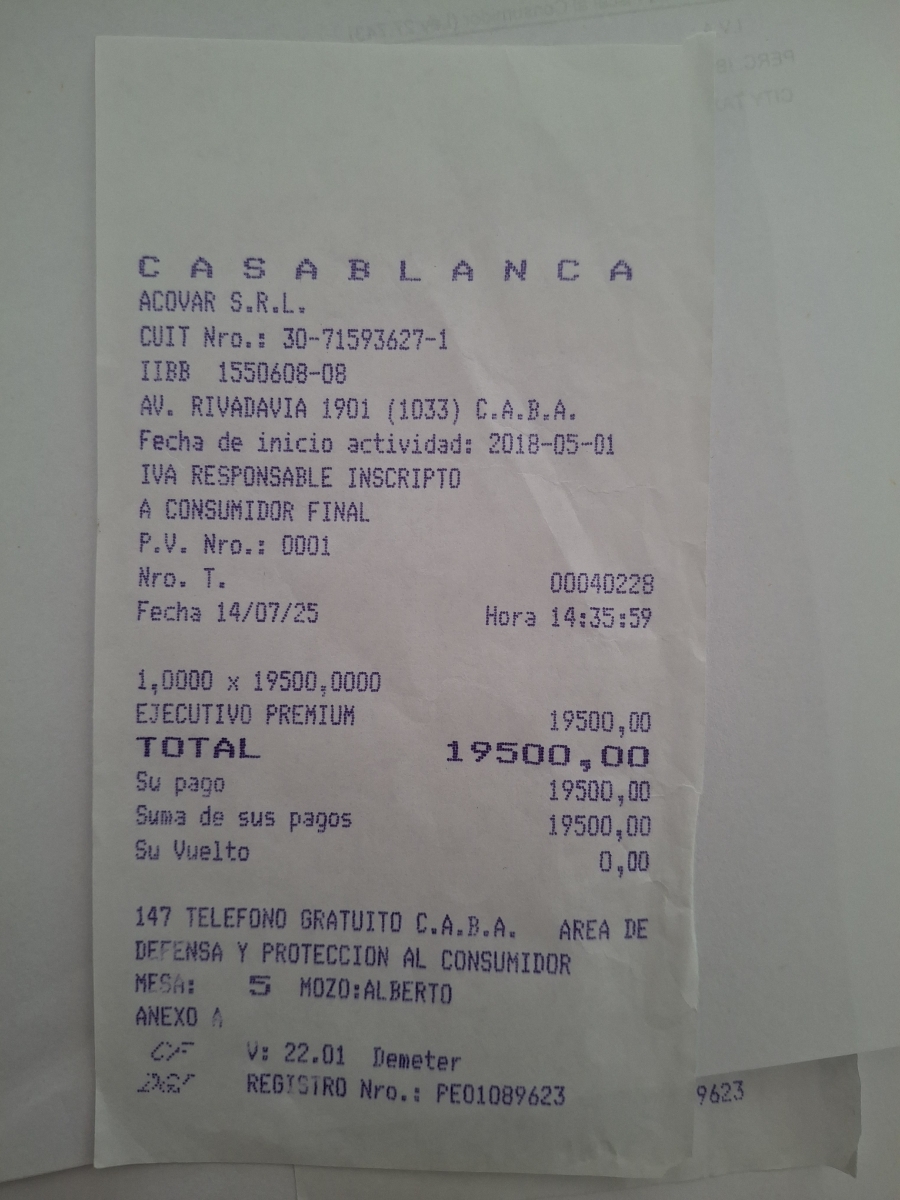 C A S A B L A N C A
ACOVAR S.R.L.
CUIT Nro.: 30-71593627-1
IIBB 1550608-08
AV. RIVADAVIA 1901 (1033) C.A.B.A.
Fecha de inicio actividad: 2018-05-01
IVA RESPONSABLE INSCRIPTO
A CONSUMIDOR FINAL
P.V. Nro.: 0001
Nro. T. 00040228
Fecha 14/07/25 Hora 14:35:59
1,0000 x 19500,0000
EJECUTIVO PREMIUM 19500,00
TOTAL 19500,00
Su pago 19500,00
Suma de sus pagos 19500,00
Su Vuelto 0,00
147 TELEFONO GRATUITO C.A.B.A. AREA DE
DEFENSA Y PROTECCION AL CONSUMIDOR
MESA: 5 MOZO:ALBERTO
ANEXO A
CF V: 22.01 Demeter
REGISTRO Nro.: PE01089623
9623